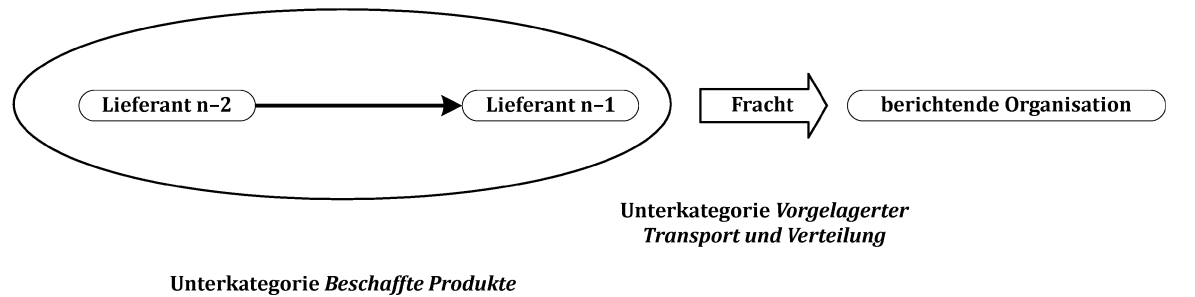 Lieferant n–2
Lieferant n–1
Fracht
berichtende Organisation
Unterkategorie Vorgelagerter
Transport und Verteilung
Unterkategorie Beschaffte Produkte